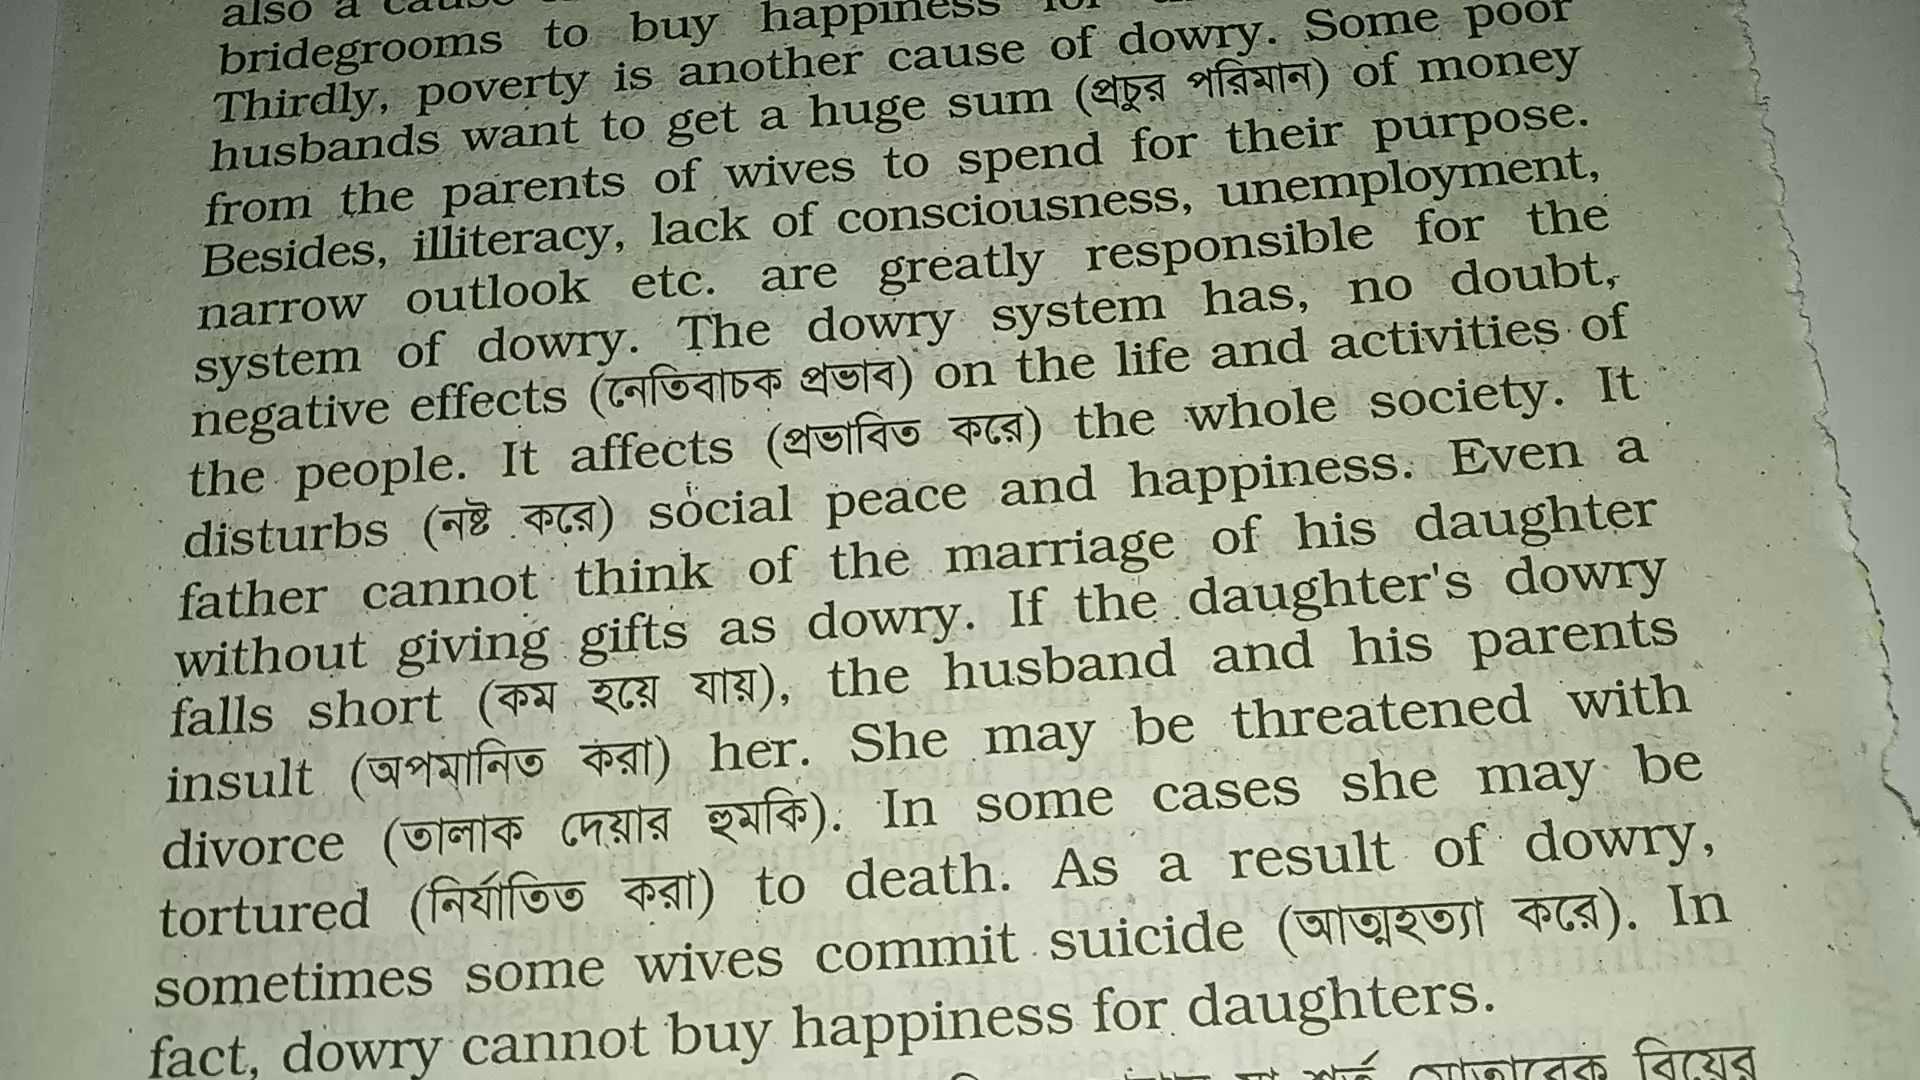 also a
bridegrooms to buy happiness
Thirdly, poverty is another cause of dowry. Some poor
husbands want to get a huge sum (প্রচুর পরিমান) of money
from the parents of wives to spend for their purpose.
Besides, illiteracy, lack of consciousness, unemployment,
narrow outlook etc. are greatly responsible for the
system of dowry. The dowry system has, no doubt,
negative effects (নেতিবাচক প্রভাব) on the life and activities of
the people. It affects (প্রভাবিত করে) the whole society. It
disturbs (নষ্ট করে) social peace and happiness. Even a
father cannot think of the marriage of his daughter
without giving gifts as dowry. If the daughter's dowry
falls short (কম হয়ে যায়), the husband and his parents
insult (অপমানিত করা) her. She may be threatened with
divorce (তালাক দেয়ার হুমকি). In some cases she may be
tortured (নির্যাতিত করা) to death. As a result of dowry,
sometimes some wives commit suicide (আত্মহত্যা করে). In
fact, dowry cannot buy happiness for daughters.
বিয়ের